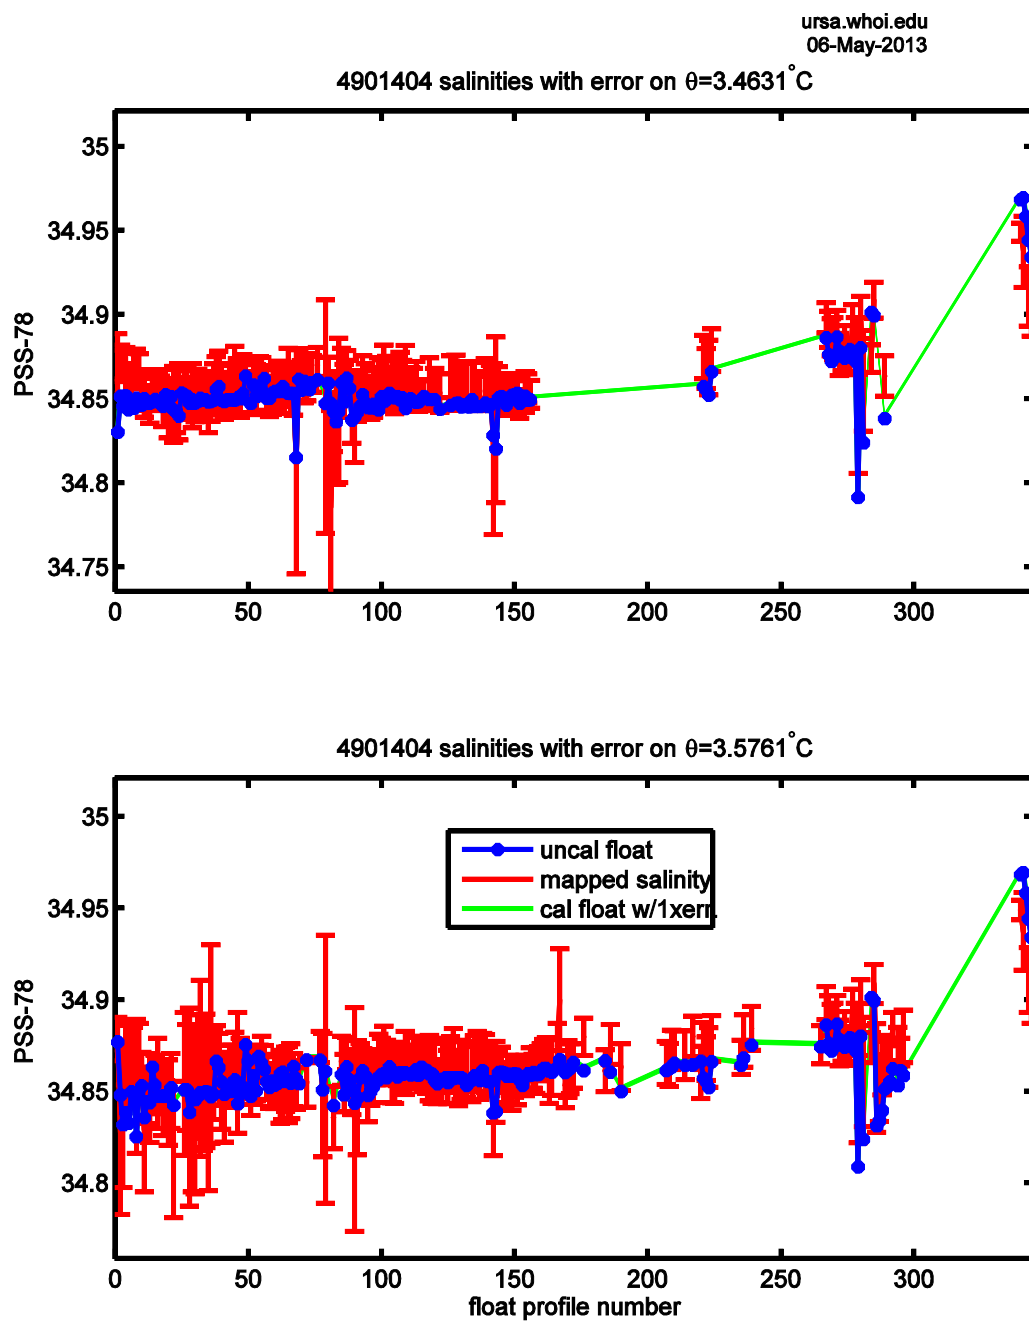 ursa.whoi.edu
06-May-2013
4901404 salinities with error on θ=3.4631°C
35
34.95
34.9
34.85
34.8
34.75
PSS-78
0 50 100 150 200 250 300
4901404 salinities with error on θ=3.5761°C
35
34.95
34.9
34.85
34.8
PSS-78
uncal float
mapped salinity
cal float w/1xerr.
0 50 100 150 200 250 300
float profile number